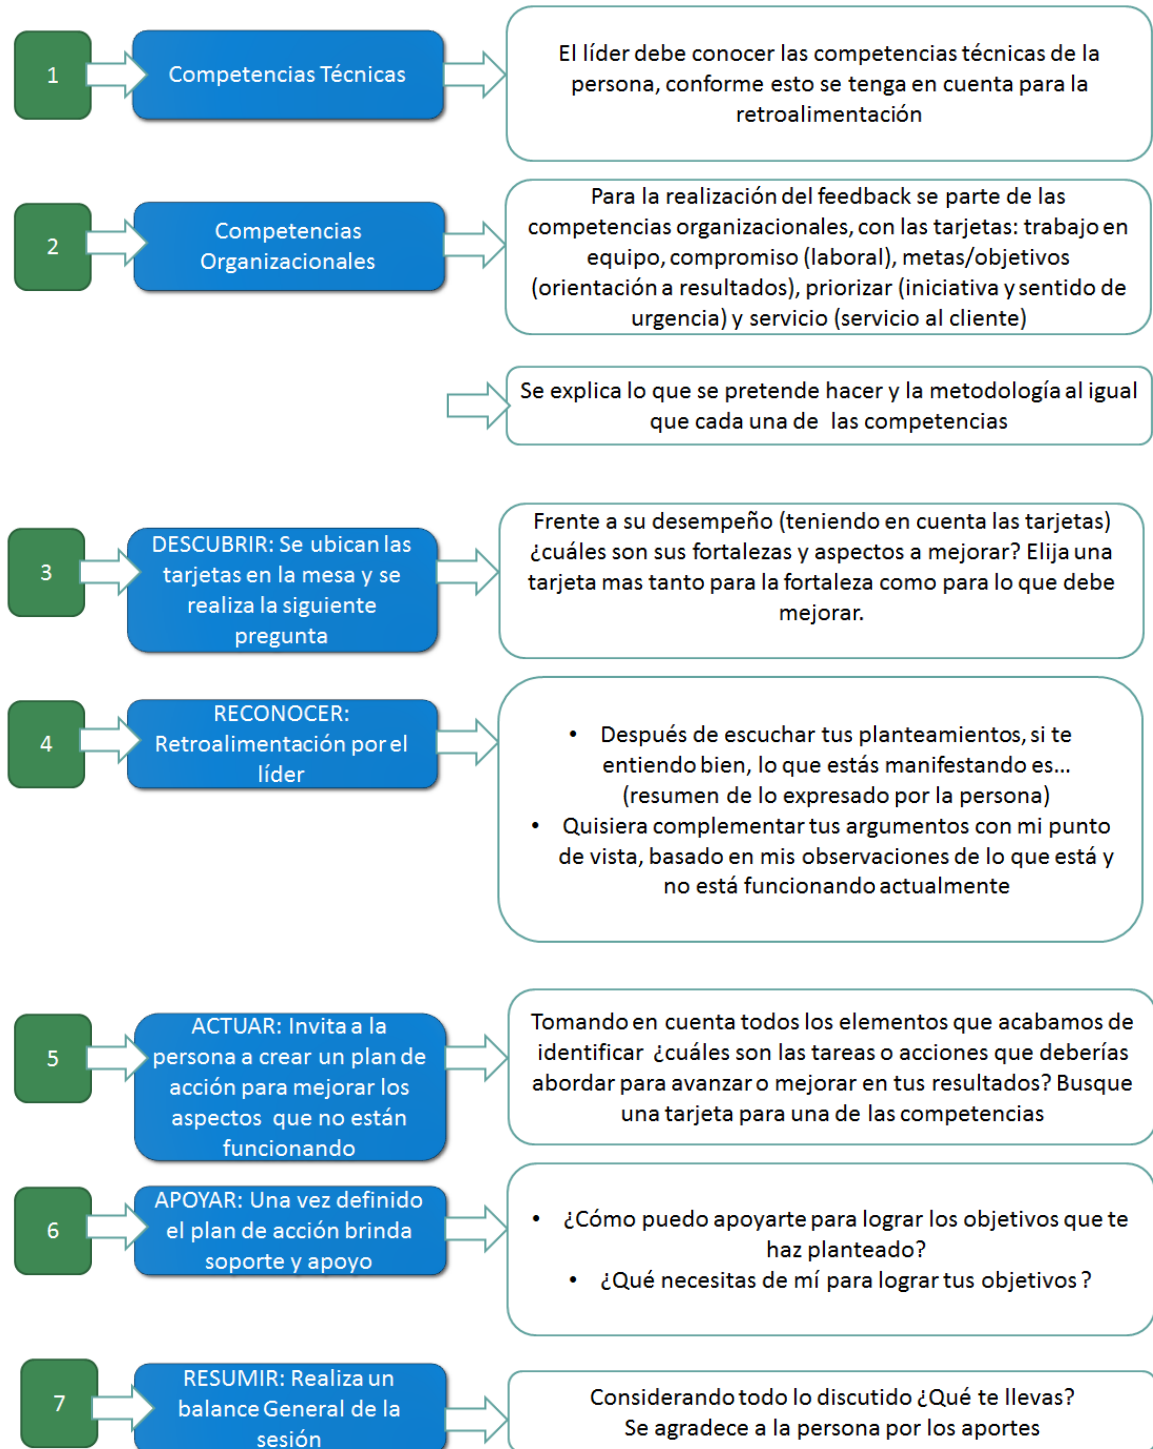 1
Competencias Técnicas
El líder debe conocer las competencias técnicas de la
persona, conforme esto se tenga en cuenta para la
retroalimentación
2
Competencias
Organizacionales
Para la realización del feedback se parte de las
competencias organizacionales, con las tarjetas: trabajo en
equipo, compromiso (laboral), metas/objetivos
(orientación a resultados), priorizar (iniciativa y sentido de
urgencia) y servicio (servicio al cliente)
Se explica lo que se pretende hacer y la metodología al igual
que cada una de las competencias
3
DESCUBRIR: Se ubican las
tarjetas en la mesa y se
realiza la siguiente
pregunta
Frente a su desempeño (teniendo en cuenta las tarjetas)
¿cuáles son sus fortalezas y aspectos a mejorar? Elija una
tarjeta mas tanto para la fortaleza como para lo que debe
mejorar.
4
RECONOCER:
Retroalimentación por el
líder
• Después de escuchar tus planteamientos, si te
entiendo bien, lo que estás manifestando es...
(resumen de lo expresado por la persona)
• Quisiera complementar tus argumentos con mi punto
de vista, basado en mis observaciones de lo que está y
no está funcionando actualmente
5
ACTUAR: Invita a la
persona a crear un plan de
acción para mejorar los
aspectos que no están
funcionando
Tomando en cuenta todos los elementos que acabamos de
identificar ¿cuáles son las tareas o acciones que deberías
abordar para avanzar o mejorar en tus resultados? Busque
una tarjeta para una de las competencias
6
APOYAR: Una vez definido
el plan de acción brinda
soporte y apoyo
• ¿Cómo puedo apoyarte para lograr los objetivos que te
haz planteado?
• ¿Qué necesitas de mí para lograr tus objetivos ?
7
RESUMIR: Realiza un
balance General de la
sesión
Considerando todo lo discutido ¿Qué te llevas?
Se agradece a la persona por los aportes